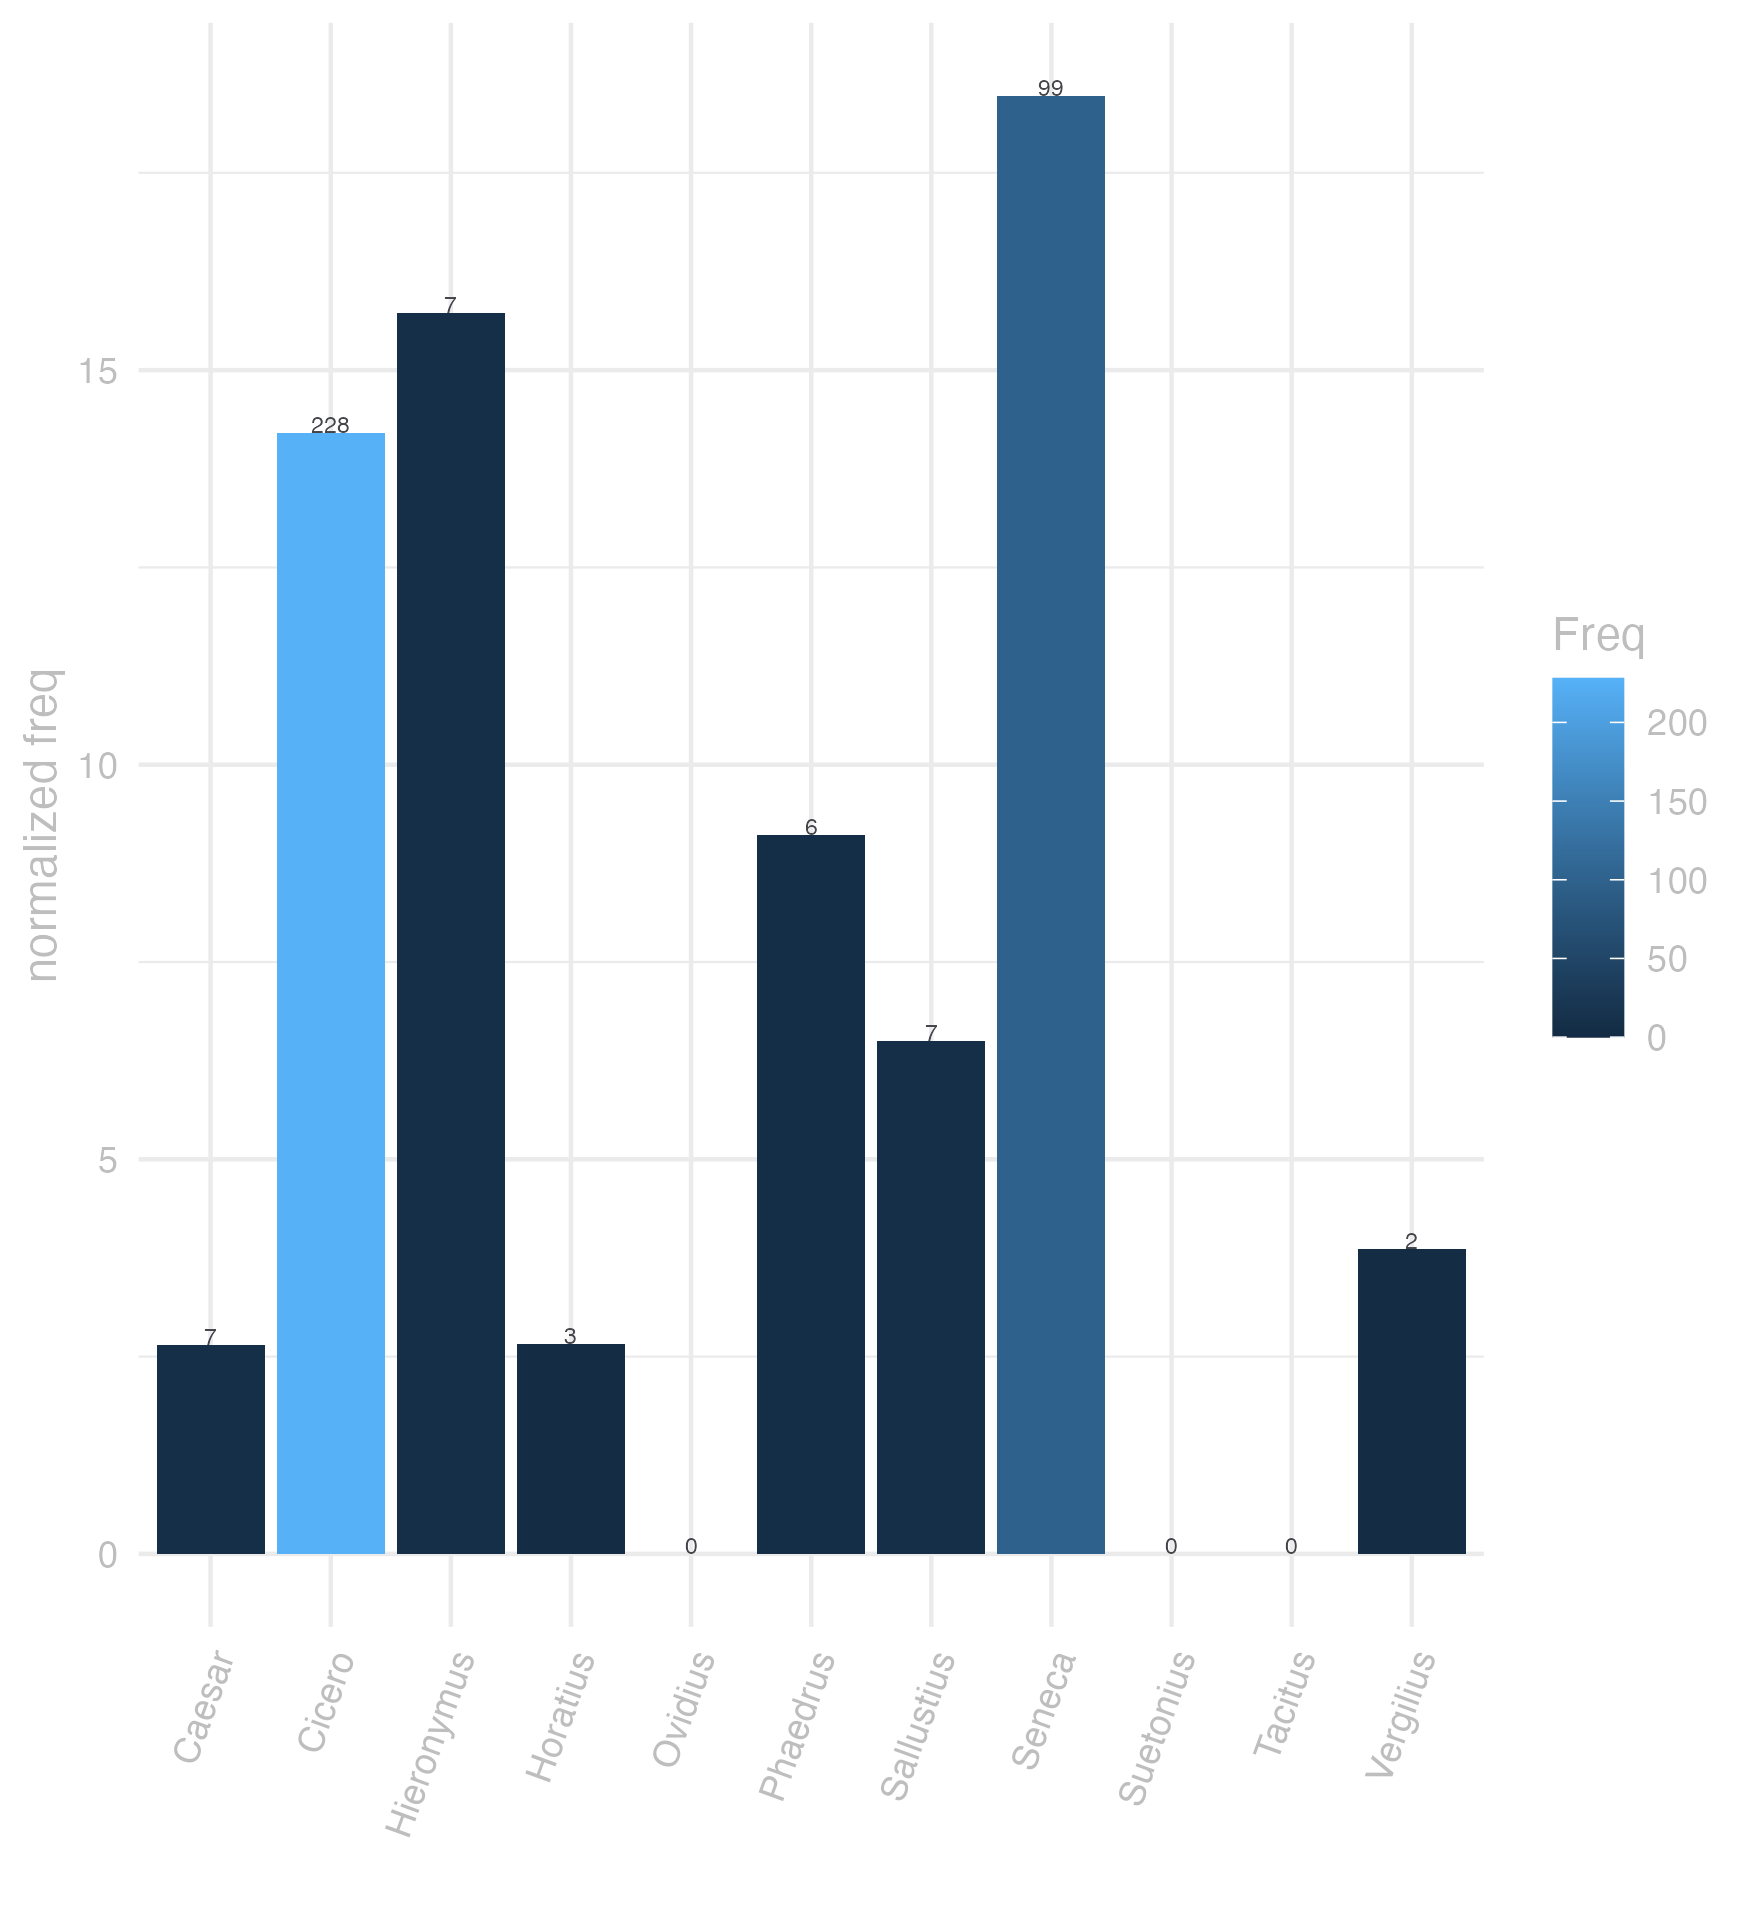 99
7
15
228
Freq
200
normalized freq
10
150
6
100
50
7
0
5
2
7
3
0
0
0
0
Caesar
Cicero
Hieronymus
Horatius
Ovidius
Phaedrus
Sallustius
Seneca
Suetonius
Tacitus
Vergilius